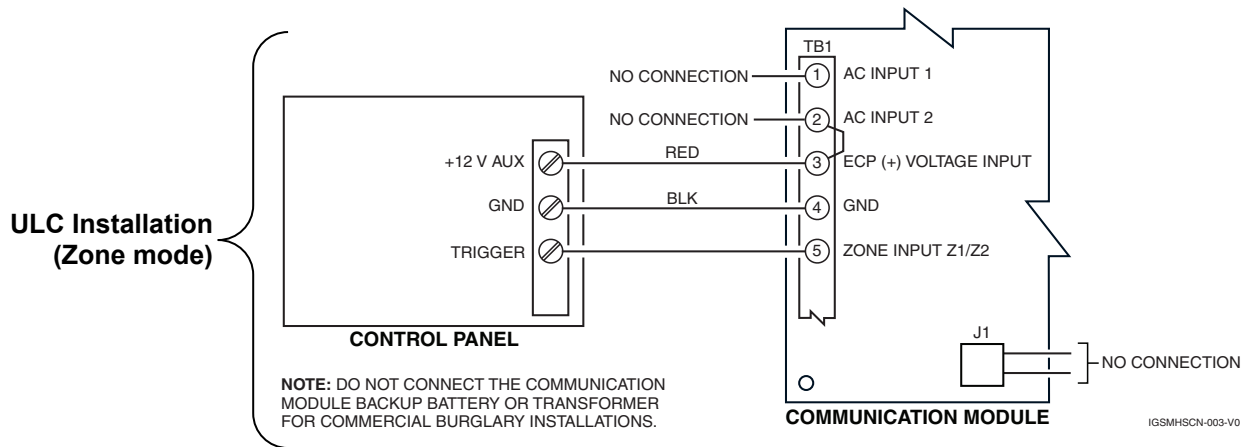 ULC Installation
(Zone mode)
+12 V AUX
GND
TRIGGER
CONTROL PANEL
NOTE: DO NOT CONNECT THE COMMUNICATION
MODULE BACKUP BATTERY OR TRANSFORMER
FOR COMMERCIAL BURGLARY INSTALLATIONS.
NO CONNECTION
NO CONNECTION
RED
BLK
TB1
1 AC INPUT 1
2 AC INPUT 2
3 ECP (+) VOLTAGE INPUT
4 GND
5 ZONE INPUT Z1/Z2
J1
NO CONNECTION
COMMUNICATION MODULE
IGSMHSCN-003-V0